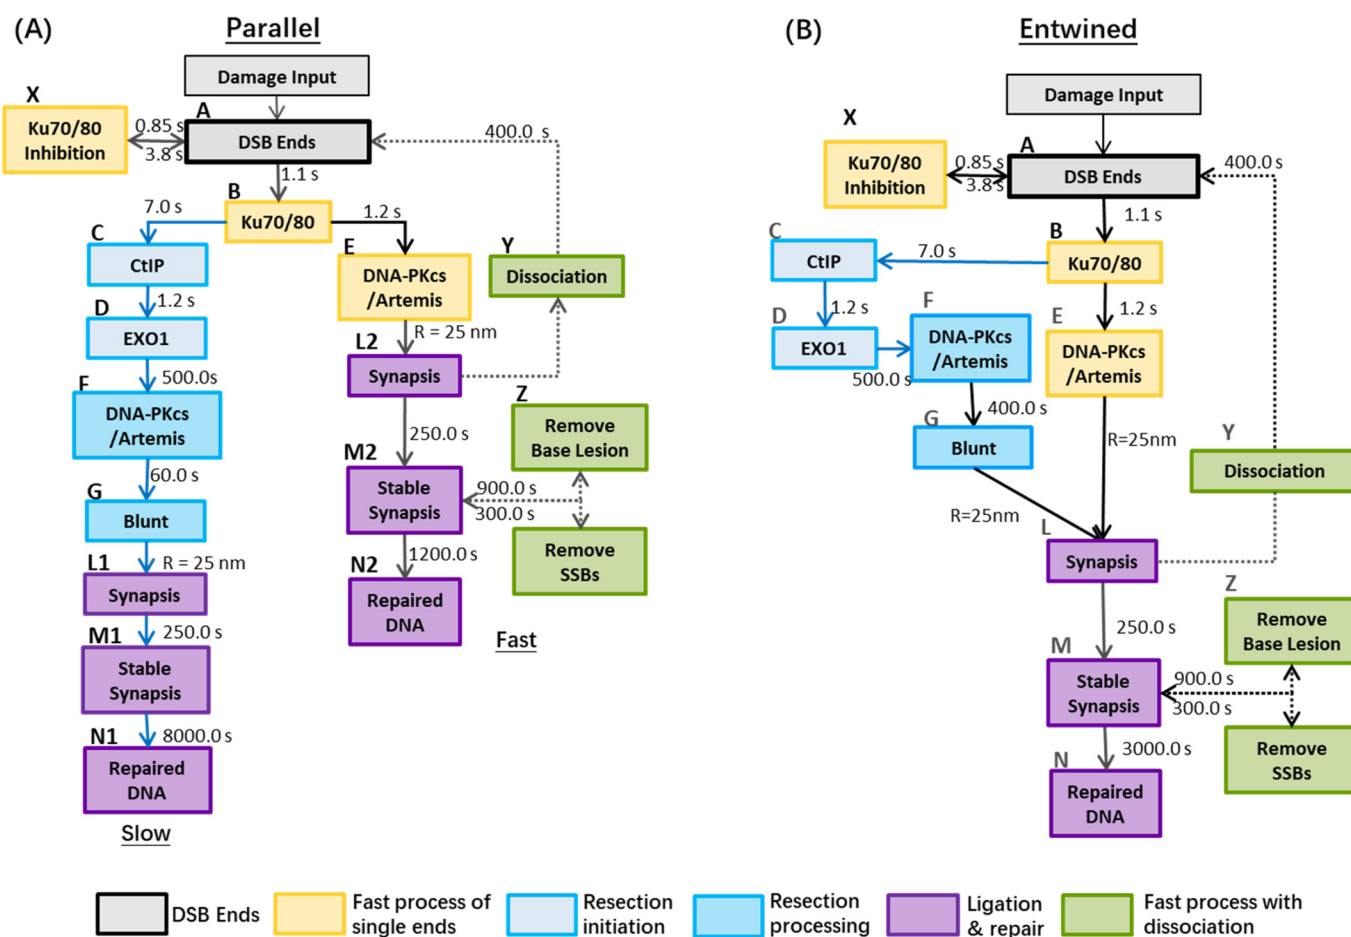 (A)
Parallel
Damage Input
X
A
Ku70/80
Inhibition
0.85 s
3.8 s
DSB Ends
400.0 s
1.1 s
B
7.0 s
Ku70/80
1.2 s
C
CtIP
E
DNA-PKcs
/Artemis
Y
Dissociation
1.2 s
D
EXO1
R = 25 nm
L2
Synapsis
500.0s
F
DNA-PKcs
/Artemis
Z
Remove
Base Lesion
250.0 s
M2
60.0 s
Stable
Synapsis
900.0 s
300.0 s
G
Blunt
Remove
SSBs
1200.0 s
N2
L1
R = 25 nm
Synapsis
Repaired
DNA
M1
250.0 s
Fast
Stable
Synapsis
N1
8000.0 s
Repaired
DNA
Slow
(B)
Entwined
Damage Input
X
A
Ku70/80
Inhibition
0.85 s
3.8 s
DSB Ends
400.0 s
1.1 s
B
C
CtIP
7.0 s
Ku70/80
1.2 s
F
1.2 s
D
EXO1
DNA-PKcs
/Artemis
E
DNA-PKcs
/Artemis
500.0 s
400.0 s
G
Blunt
R=25nm
Y
Dissociation
R=25nm
L
Synapsis
Z
Remove
Base Lesion
250.0 s
M
Stable
Synapsis
900.0 s
300.0 s
3000.0 s
Remove
SSBs
N
Repaired
DNA
DSB Ends
Fast process of
single ends
Resection
initiation
Resection
processing
Ligation
& repair
Fast process with
dissociation